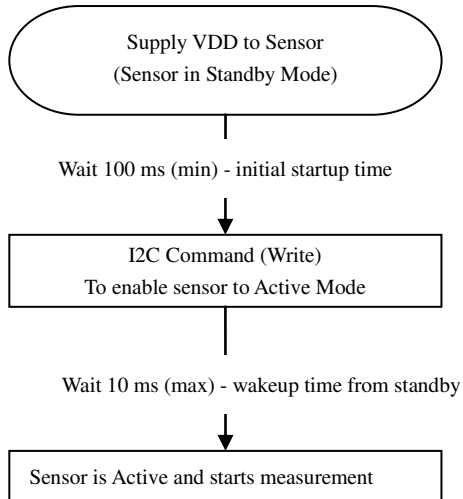 Supply VDD to Sensor
(Sensor in Standby Mode)
Wait 100 ms (min) - initial startup time
I2C Command (Write)
To enable sensor to Active Mode
Wait 10 ms (max) - wakeup time from standby
Sensor is Active and starts measurement